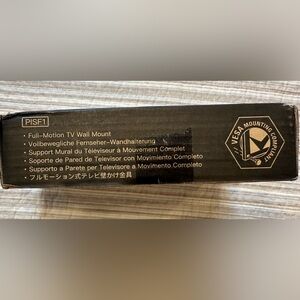 PISF1
• Full-Motion TV Wall Mount
• Vollbewegliche Fernseher-Wandhalterung
• Support Mural du Téléviseur à Mouvement Complet
• Soporte de Pared de Televisor con Movimiento Completo
• Supporto a Parete per Televisore a Movimento Completo
• フルモーション式テレビ壁かけ金具
VESA MOUNTING COMPLIANT